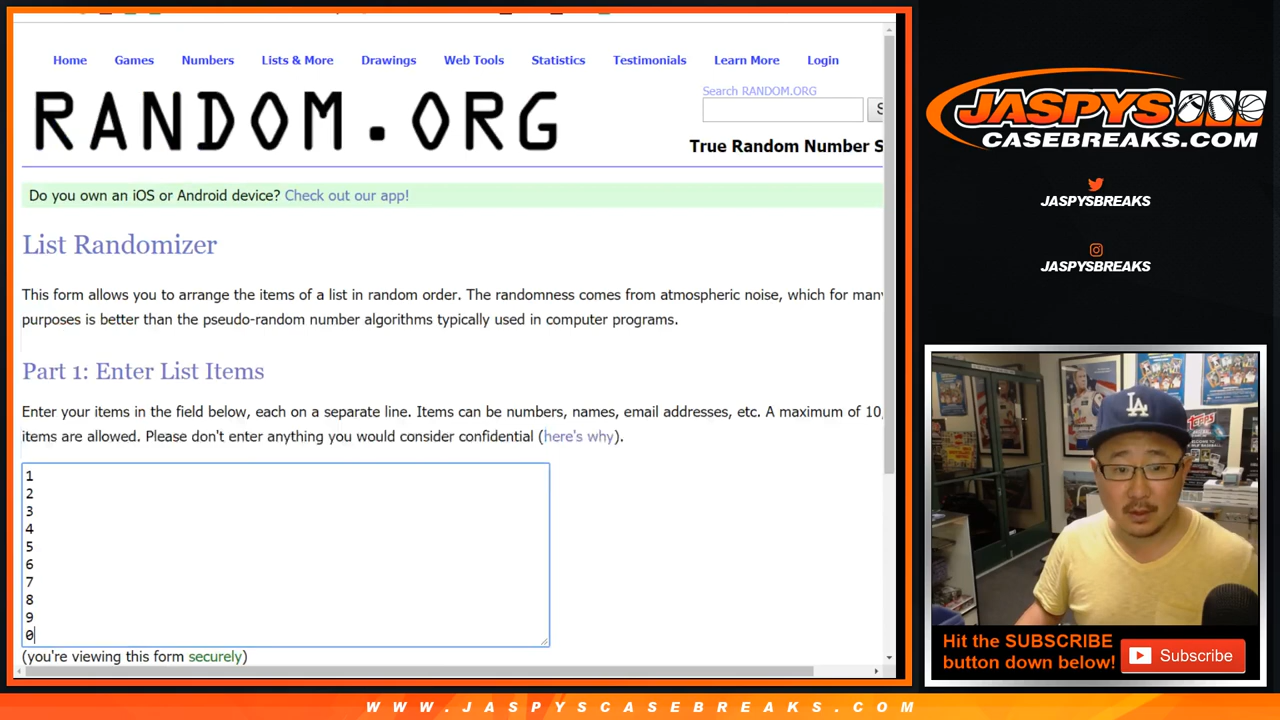 Home Games Numbers Lists & More Drawings Web Tools Statistics Testimonials Learn More Login
RANDOM.ORG
Search RANDOM.ORG
S
True Random Number S
Do you own an iOS or Android device? Check out our app!
List Randomizer
This form allows you to arrange the items of a list in random order. The randomness comes from atmospheric noise, which for many
purposes is better than the pseudo-random number algorithms typically used in computer programs.
Part 1: Enter List Items
Enter your items in the field below, each on a separate line. Items can be numbers, names, email addresses, etc. A maximum of 10,
items are allowed. Please don't enter anything you would consider confidential (here's why).
1
2
3
4
5
6
7
8
9
0
(you're viewing this form securely)
JASPYS
CASEBREAKS.COM
JASPYSBREAKS
JASPYSBREAKS
LA
Topps
Hit the SUBSCRIBE
button down below!
Subscribe
WWW.JASPYSCASEBREAKS.COM